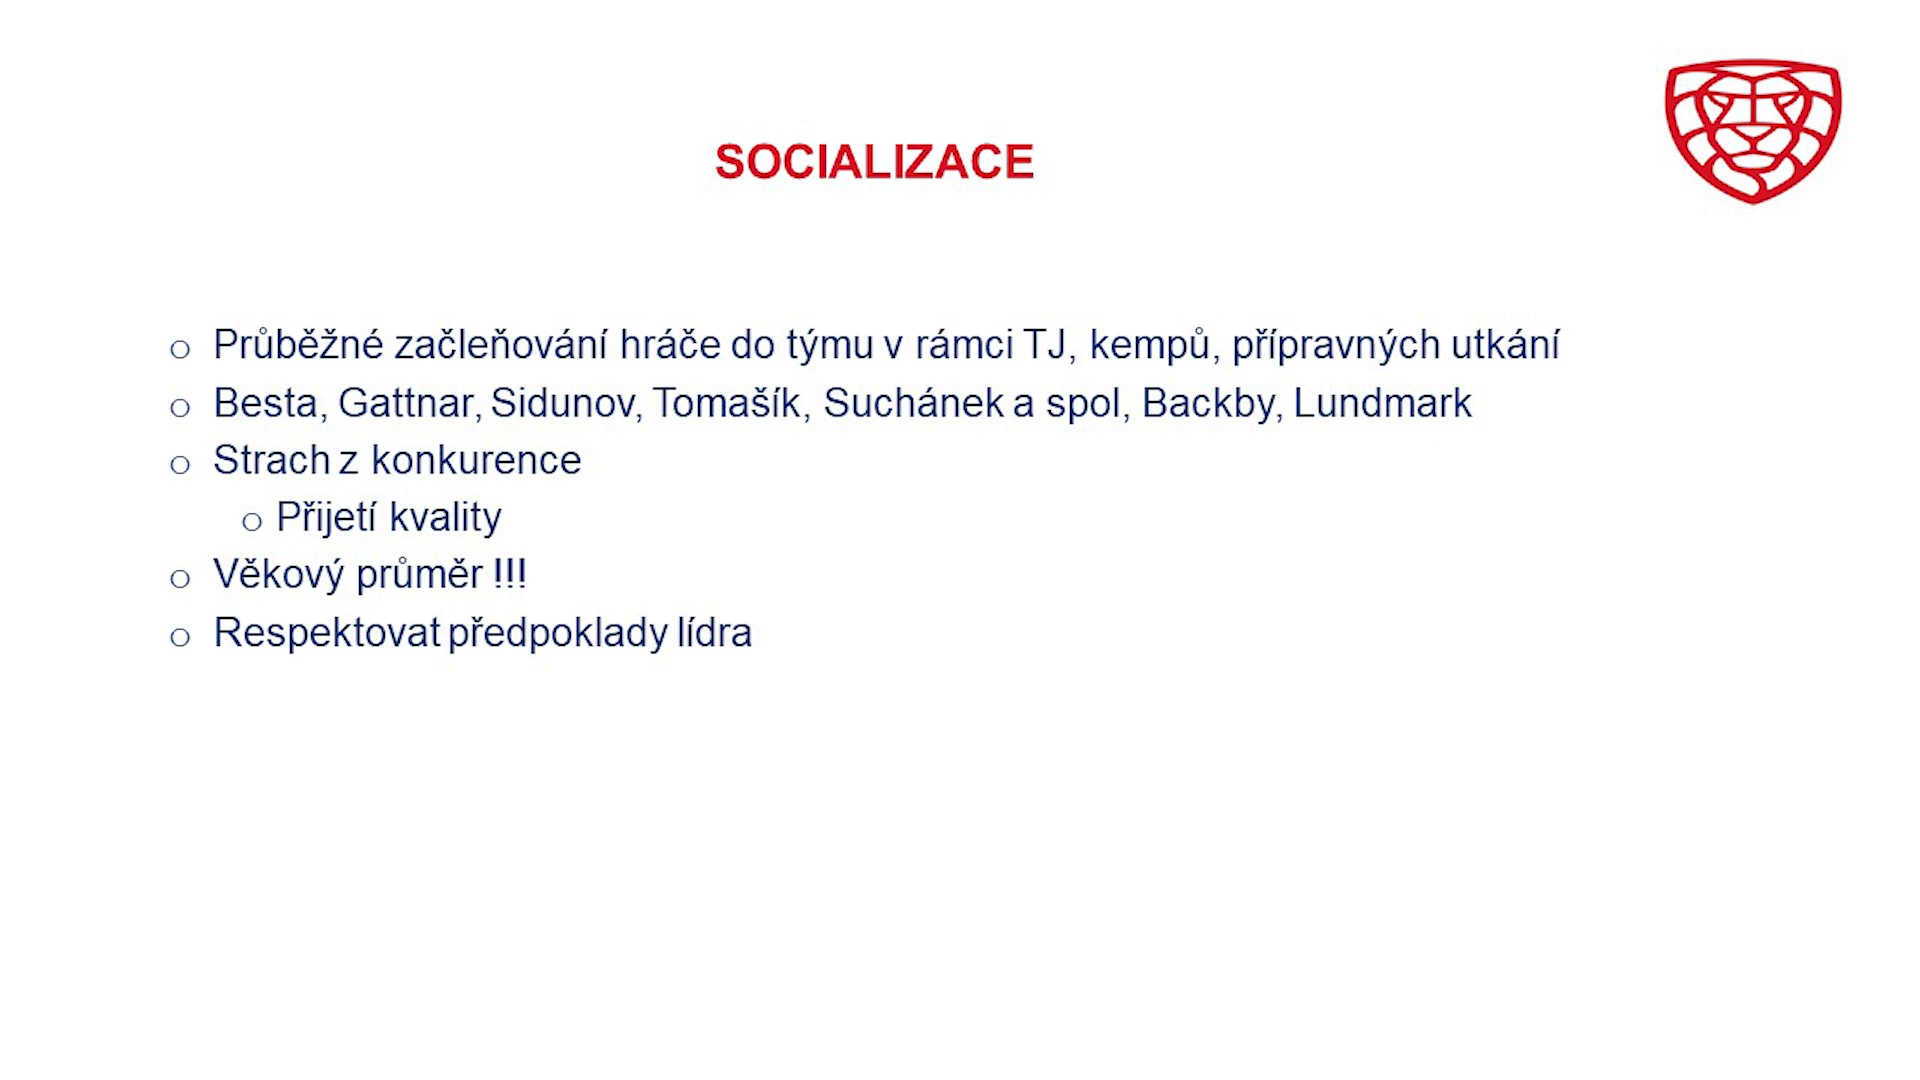 SOCIALIZACE
o Průběžné začleňování hráče do týmu v rámci TJ, kempů, přípravných utkání
o Besta, Gattnar, Sidunov, Tomašík, Suchánek a spol, Backby, Lundmark
o Strach z konkurence
o Přijetí kvality
o Věkový průměr !!!
o Respektovat předpoklady lídra